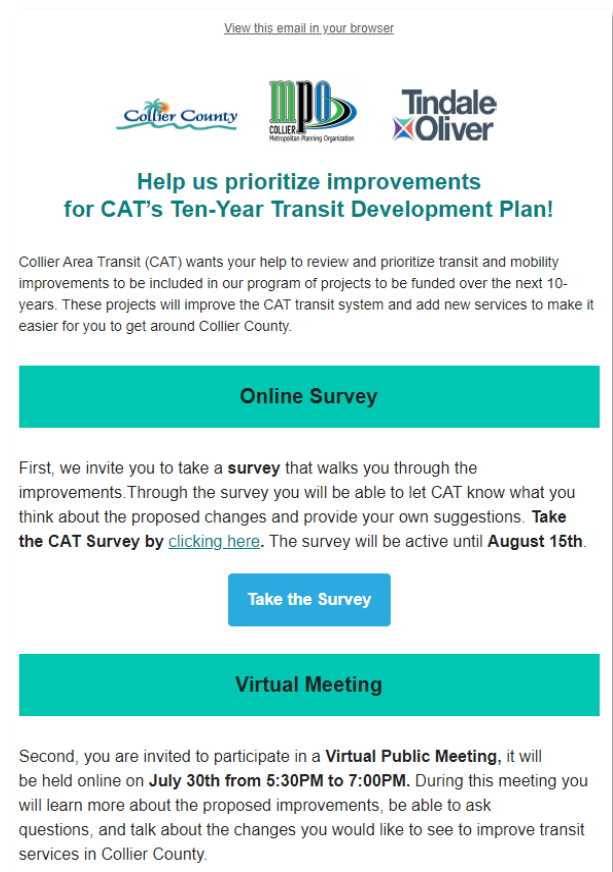 View this email in your browser
Collier County
mpo
COLLIER
Metropolitan Planning Organization
Tindale
Oliver
Help us prioritize improvements
for CAT’s Ten-Year Transit Development Plan!
Collier Area Transit (CAT) wants your help to review and prioritize transit and mobility
improvements to be included in our program of projects to be funded over the next 10-
years. These projects will improve the CAT transit system and add new services to make it
easier for you to get around Collier County.
Online Survey
First, we invite you to take a survey that walks you through the
improvements.Through the survey you will be able to let CAT know what you
think about the proposed changes and provide your own suggestions. Take
the CAT Survey by clicking here. The survey will be active until August 15th.
Take the Survey
Virtual Meeting
Second, you are invited to participate in a Virtual Public Meeting, it will
be held online on July 30th from 5:30PM to 7:00PM. During this meeting you
will learn more about the proposed improvements, be able to ask
questions, and talk about the changes you would like to see to improve transit
services in Collier County.